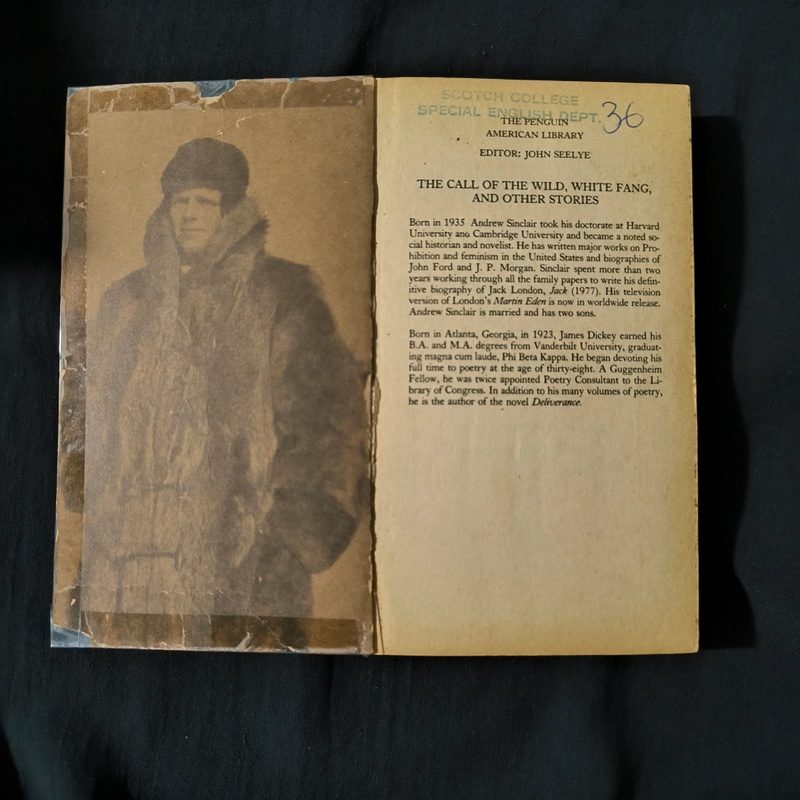 SCOTCH COLLEGE
SPECIAL ENGLISH DEPT. 36
THE PENGUIN
AMERICAN LIBRARY
EDITOR: JOHN SEELYE
THE CALL OF THE WILD, WHITE FANG,
AND OTHER STORIES
Born in 1935 Andrew Sinclair took his doctorate at Harvard
University and Cambridge University and became a noted so-
cial historian and novelist. He has written major works on Pro-
hibition and feminism in the United States and biographies of
John Ford and J. P. Morgan. Sinclair spent more than two
years working through all the family papers to write his defin-
itive biography of Jack London, Jack (1977). His television
version of London's Martin Eden is now in worldwide release.
Andrew Sinclair is married and has two sons.
Born in Atlanta, Georgia, in 1923, James Dickey earned his
B.A. and M.A. degrees from Vanderbilt University, graduat-
ing magna cum laude, Phi Beta Kappa. He began devoting his
full time to poetry at the age of thirty-eight. A Guggenheim
Fellow, he was twice appointed Poetry Consultant to the Li-
brary of Congress. In addition to his many volumes of poetry,
he is the author of the novel Deliverance.